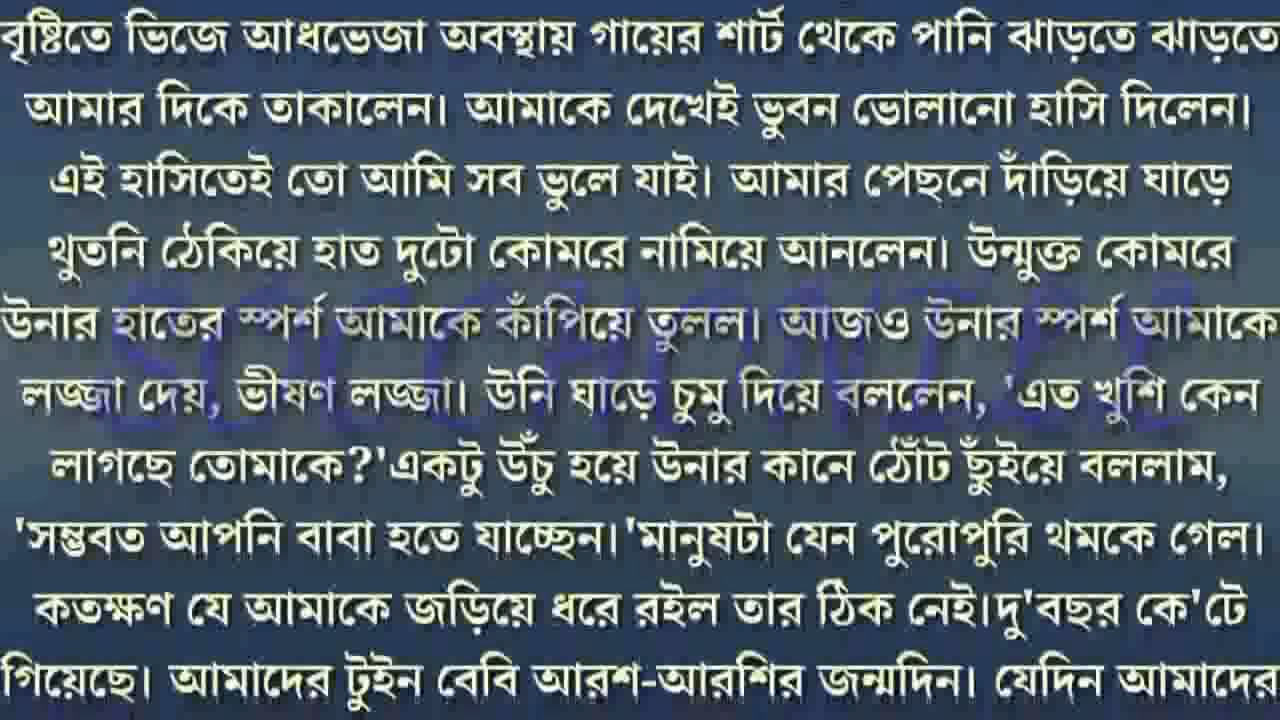 বৃষ্টিতে ভিজে আধভেজা অবস্থায় গায়ের শার্ট থেকে পানি ঝাড়তে ঝাড়তে
আমার দিকে তাকালেন। আমাকে দেখেই ভুবন ভোলানো হাসি দিলেন।
এই হাসিতেই তো আমি সব ভুলে যাই। আমার পেছনে দাঁড়িয়ে ঘাড়ে
থুতনি ঠেকিয়ে হাত দুটো কোমরে নামিয়ে আনলেন। উন্মুক্ত কোমরে
উনার হাতের স্পর্শ আমাকে কাঁপিয়ে তুলল। আজও উনার স্পর্শ আমাকে
লজ্জা দেয়, ভীষণ লজ্জা। উনি ঘাড়ে চুমু দিয়ে বললেন, 'এত খুশি কেন
লাগছে তোমাকে?'একটু উঁচু হয়ে উনার কানে ঠোঁট ছুঁইয়ে বললাম,
'সম্ভবত আপনি বাবা হতে যাচ্ছেন।'মানুষটা যেন পুরোপুরি থমকে গেল।
কতক্ষণ যে আমাকে জড়িয়ে ধরে রইল তার ঠিক নেই।দু'বছর কে'টে
গিয়েছে। আমাদের টুইন বেবি আরশ-আরশির জন্মদিন। যেদিন আমাদের